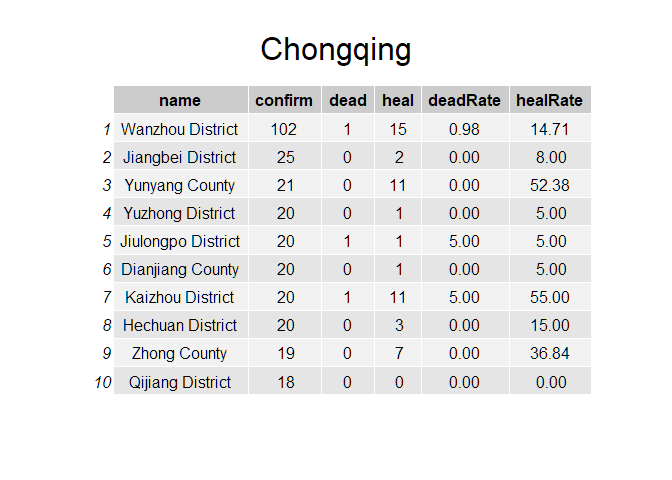 Chongqing
name confirm dead heal deadRate healRate
1 Wanzhou District 102 1 15 0.98 14.71
2 Jiangbei District 25 0 2 0.00 8.00
3 Yunyang County 21 0 11 0.00 52.38
4 Yuzhong District 20 0 1 0.00 5.00
5 Jiulongpo District 20 1 1 5.00 5.00
6 Dianjiang County 20 0 1 0.00 5.00
7 Kaizhou District 20 1 11 5.00 55.00
8 Hechuan District 20 0 3 0.00 15.00
9 Zhong County 19 0 7 0.00 36.84
10 Qijiang District 18 0 0 0.00 0.00